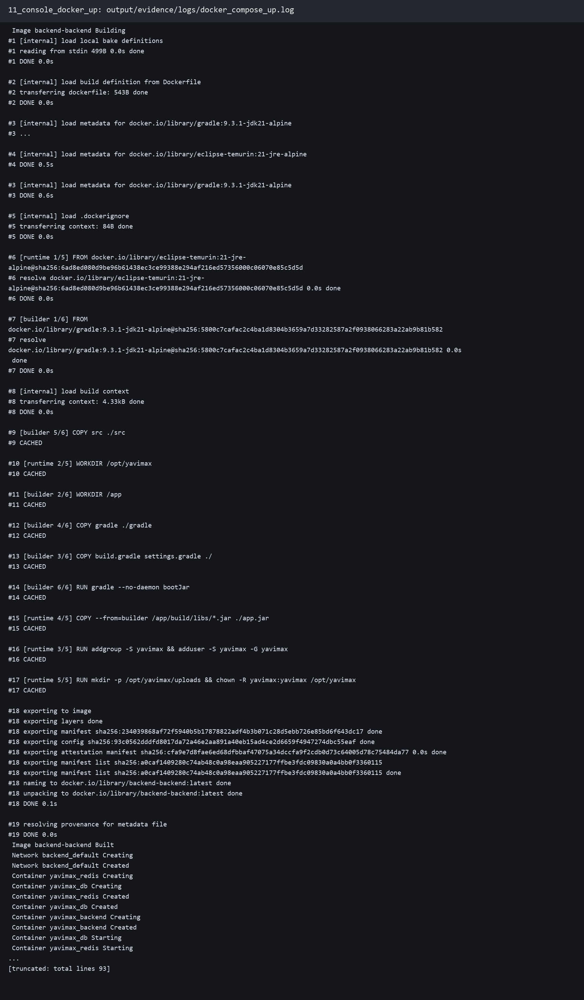 11_console_docker_up: output/evidence/logs/docker_compose_up.log
Image backend-backend Building
#1 [internal] load local bake definitions
#1 reading from stdin 499B 0.0s done
#1 DONE 0.0s
#2 [internal] load build definition from Dockerfile
#2 transferring dockerfile: 543B done
#2 DONE 0.0s
#3 [internal] load metadata for docker.io/library/gradle:9.3.1-jdk21-alpine
#3 ...
#4 [internal] load metadata for docker.io/library/eclipse-temurin:21-jre-alpine
#4 DONE 0.5s
#3 [internal] load metadata for docker.io/library/gradle:9.3.1-jdk21-alpine
#3 DONE 0.6s
#5 [internal] load .dockerignore
#5 transferring context: 84B done
#5 DONE 0.0s
#6 [runtime 1/5] FROM docker.io/library/eclipse-temurin:21-jre-
alpine@sha256:6ad8ed080d9be96b61438ec3ce99388e294af216ed57356000c06070e85c5d5d
#6 resolve docker.io/library/eclipse-temurin:21-jre-
alpine@sha256:6ad8ed080d9be96b61438ec3ce99388e294af216ed57356000c06070e85c5d5d 0.0s done
#6 DONE 0.0s
#7 [builder 1/6] FROM
docker.io/library/gradle:9.3.1-jdk21-alpine@sha256:5800c7cafac2c4ba1d8304b3659a7d33282587a2f0938066283a22ab9b81b582
#7 resolve
docker.io/library/gradle:9.3.1-jdk21-alpine@sha256:5800c7cafac2c4ba1d8304b3659a7d33282587a2f0938066283a22ab9b81b582 0.0s
done
#7 DONE 0.0s
#8 [internal] load build context
#8 transferring context: 4.33kB done
#8 DONE 0.0s
#9 [builder 5/6] COPY src ./src
#9 CACHED
#10 [runtime 2/5] WORKDIR /opt/yavimax
#10 CACHED
#11 [builder 2/6] WORKDIR /app
#11 CACHED
#12 [builder 4/6] COPY gradle ./gradle
#12 CACHED
#13 [builder 3/6] COPY build.gradle settings.gradle ./
#13 CACHED
#14 [builder 6/6] RUN gradle --no-daemon bootJar
#14 CACHED
#15 [runtime 4/5] COPY --from=builder /app/build/libs/*.jar ./app.jar
#15 CACHED
#16 [runtime 3/5] RUN addgroup -S yavimax && adduser -S yavimax -G yavimax
#16 CACHED
#17 [runtime 5/5] RUN mkdir -p /opt/yavimax/uploads && chown -R yavimax:yavimax /opt/yavimax
#17 CACHED
#18 exporting to image
#18 exporting layers done
#18 exporting manifest sha256:234039868af72f5940b5b17878822adf4b3b071c28d5ebb726e85bd6f643dc17 done
#18 exporting config sha256:93c0562dddfd8017da72a46e2aa891a40eb15ad4ce2d6659f4947274dbc55eaf done
#18 exporting attestation manifest sha256:cfa9e7d8fae6ed68dfbbaf47075a34dccfa9f2cdb0d73c64005d78c75484da77 0.0s done
#18 exporting manifest list sha256:a0caf1409280c74ab48c0a98eaa905227177ffbe3fdc09830a0a4bb0f3360115
#18 exporting manifest list sha256:a0caf1409280c74ab48c0a98eaa905227177ffbe3fdc09830a0a4bb0f3360115 done
#18 naming to docker.io/library/backend-backend:latest done
#18 unpacking to docker.io/library/backend-backend:latest done
#18 DONE 0.1s
#19 resolving provenance for metadata file
#19 DONE 0.0s
Image backend-backend Built
Network backend_default Creating
Network backend_default Created
Container yavimax_redis Creating
Container yavimax_db Creating
Container yavimax_redis Created
Container yavimax_db Created
Container yavimax_backend Creating
Container yavimax_backend Created
Container yavimax_db Starting
Container yavimax_redis Starting
...
[truncated: total lines 93]